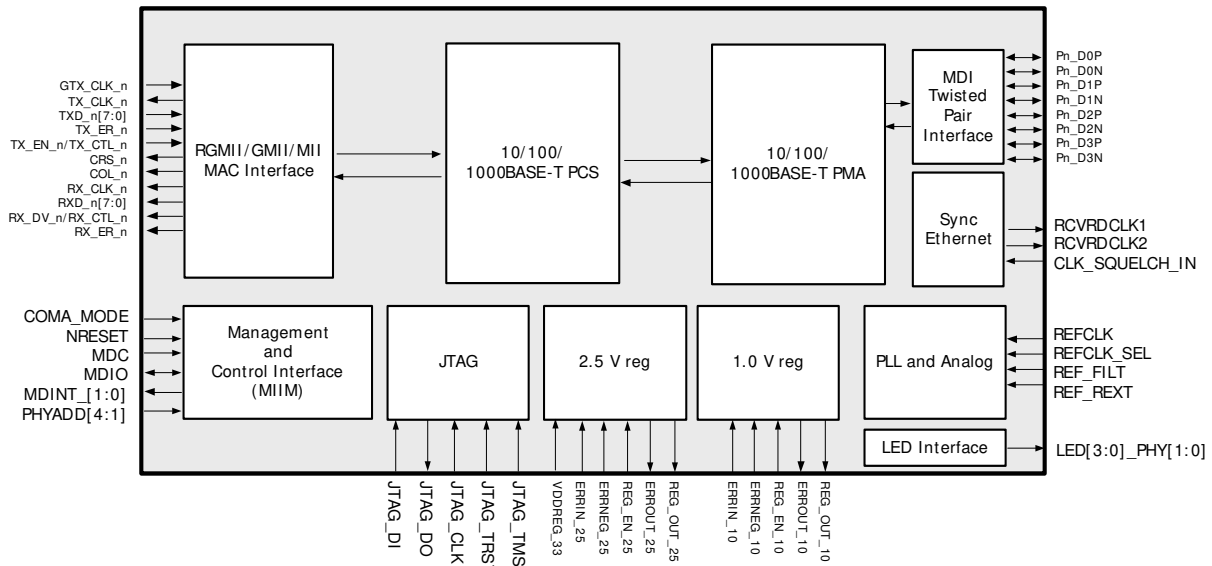 GTX_CLK_n
TX_CLK_n
TXD_n[7:0]
TX_ER_n
TX_EN_n/TX_CTL_n
CRS_n
COL_n
RX_CLK_n
RXD_n[7:0]
RX_DV_n/RX_CTL_n
RX_ER_n
RGMII/GMII/MII
MAC Interface
10/100/
1000BASE-T PCS
10/100/
1000BASE-T PMA
MDI
Twisted
Pair
Interface
Pn_D0P
Pn_D0N
Pn_D1P
Pn_D1N
Pn_D2P
Pn_D2N
Pn_D3P
Pn_D3N
Sync
Ethernet
RCVRDCLK1
RCVRDCLK2
CLK_SQUELCH_IN
COMA_MODE
NRESET
MDC
MDIO
MDINT_[1:0]
PHYADD[4:1]
Management
and
Control Interface
(MIIM)
JTAG
2.5 V reg
1.0 V reg
PLL and Analog
REFCLK
REFCLK_SEL
REF_FILT
REF_REXT
LED Interface
LED[3:0]_PHY[1:0]
JTAG_DI
JTAG_DO
JTAG_CLK
JTAG_TRS
JTAG_TMS
VDDREG_33
ERRIN_25
ERRNEG_25
REG_EN_25
ERROUT_25
REG_OUT_25
ERRIN_10
ERRNEG_10
REG_EN_10
ERROUT_10
REG_OUT_10